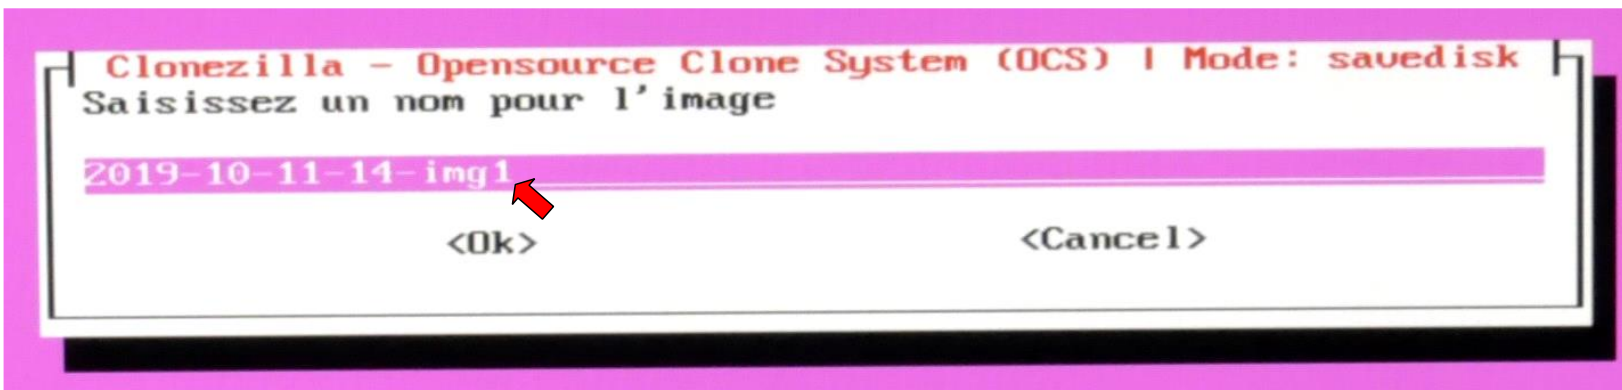 Clonezilla - Opensource Clone System (OCS) | Mode: savedisk
Saisissez un nom pour l'image
2019-10-11-14-img1
<Ok> <Cancel>